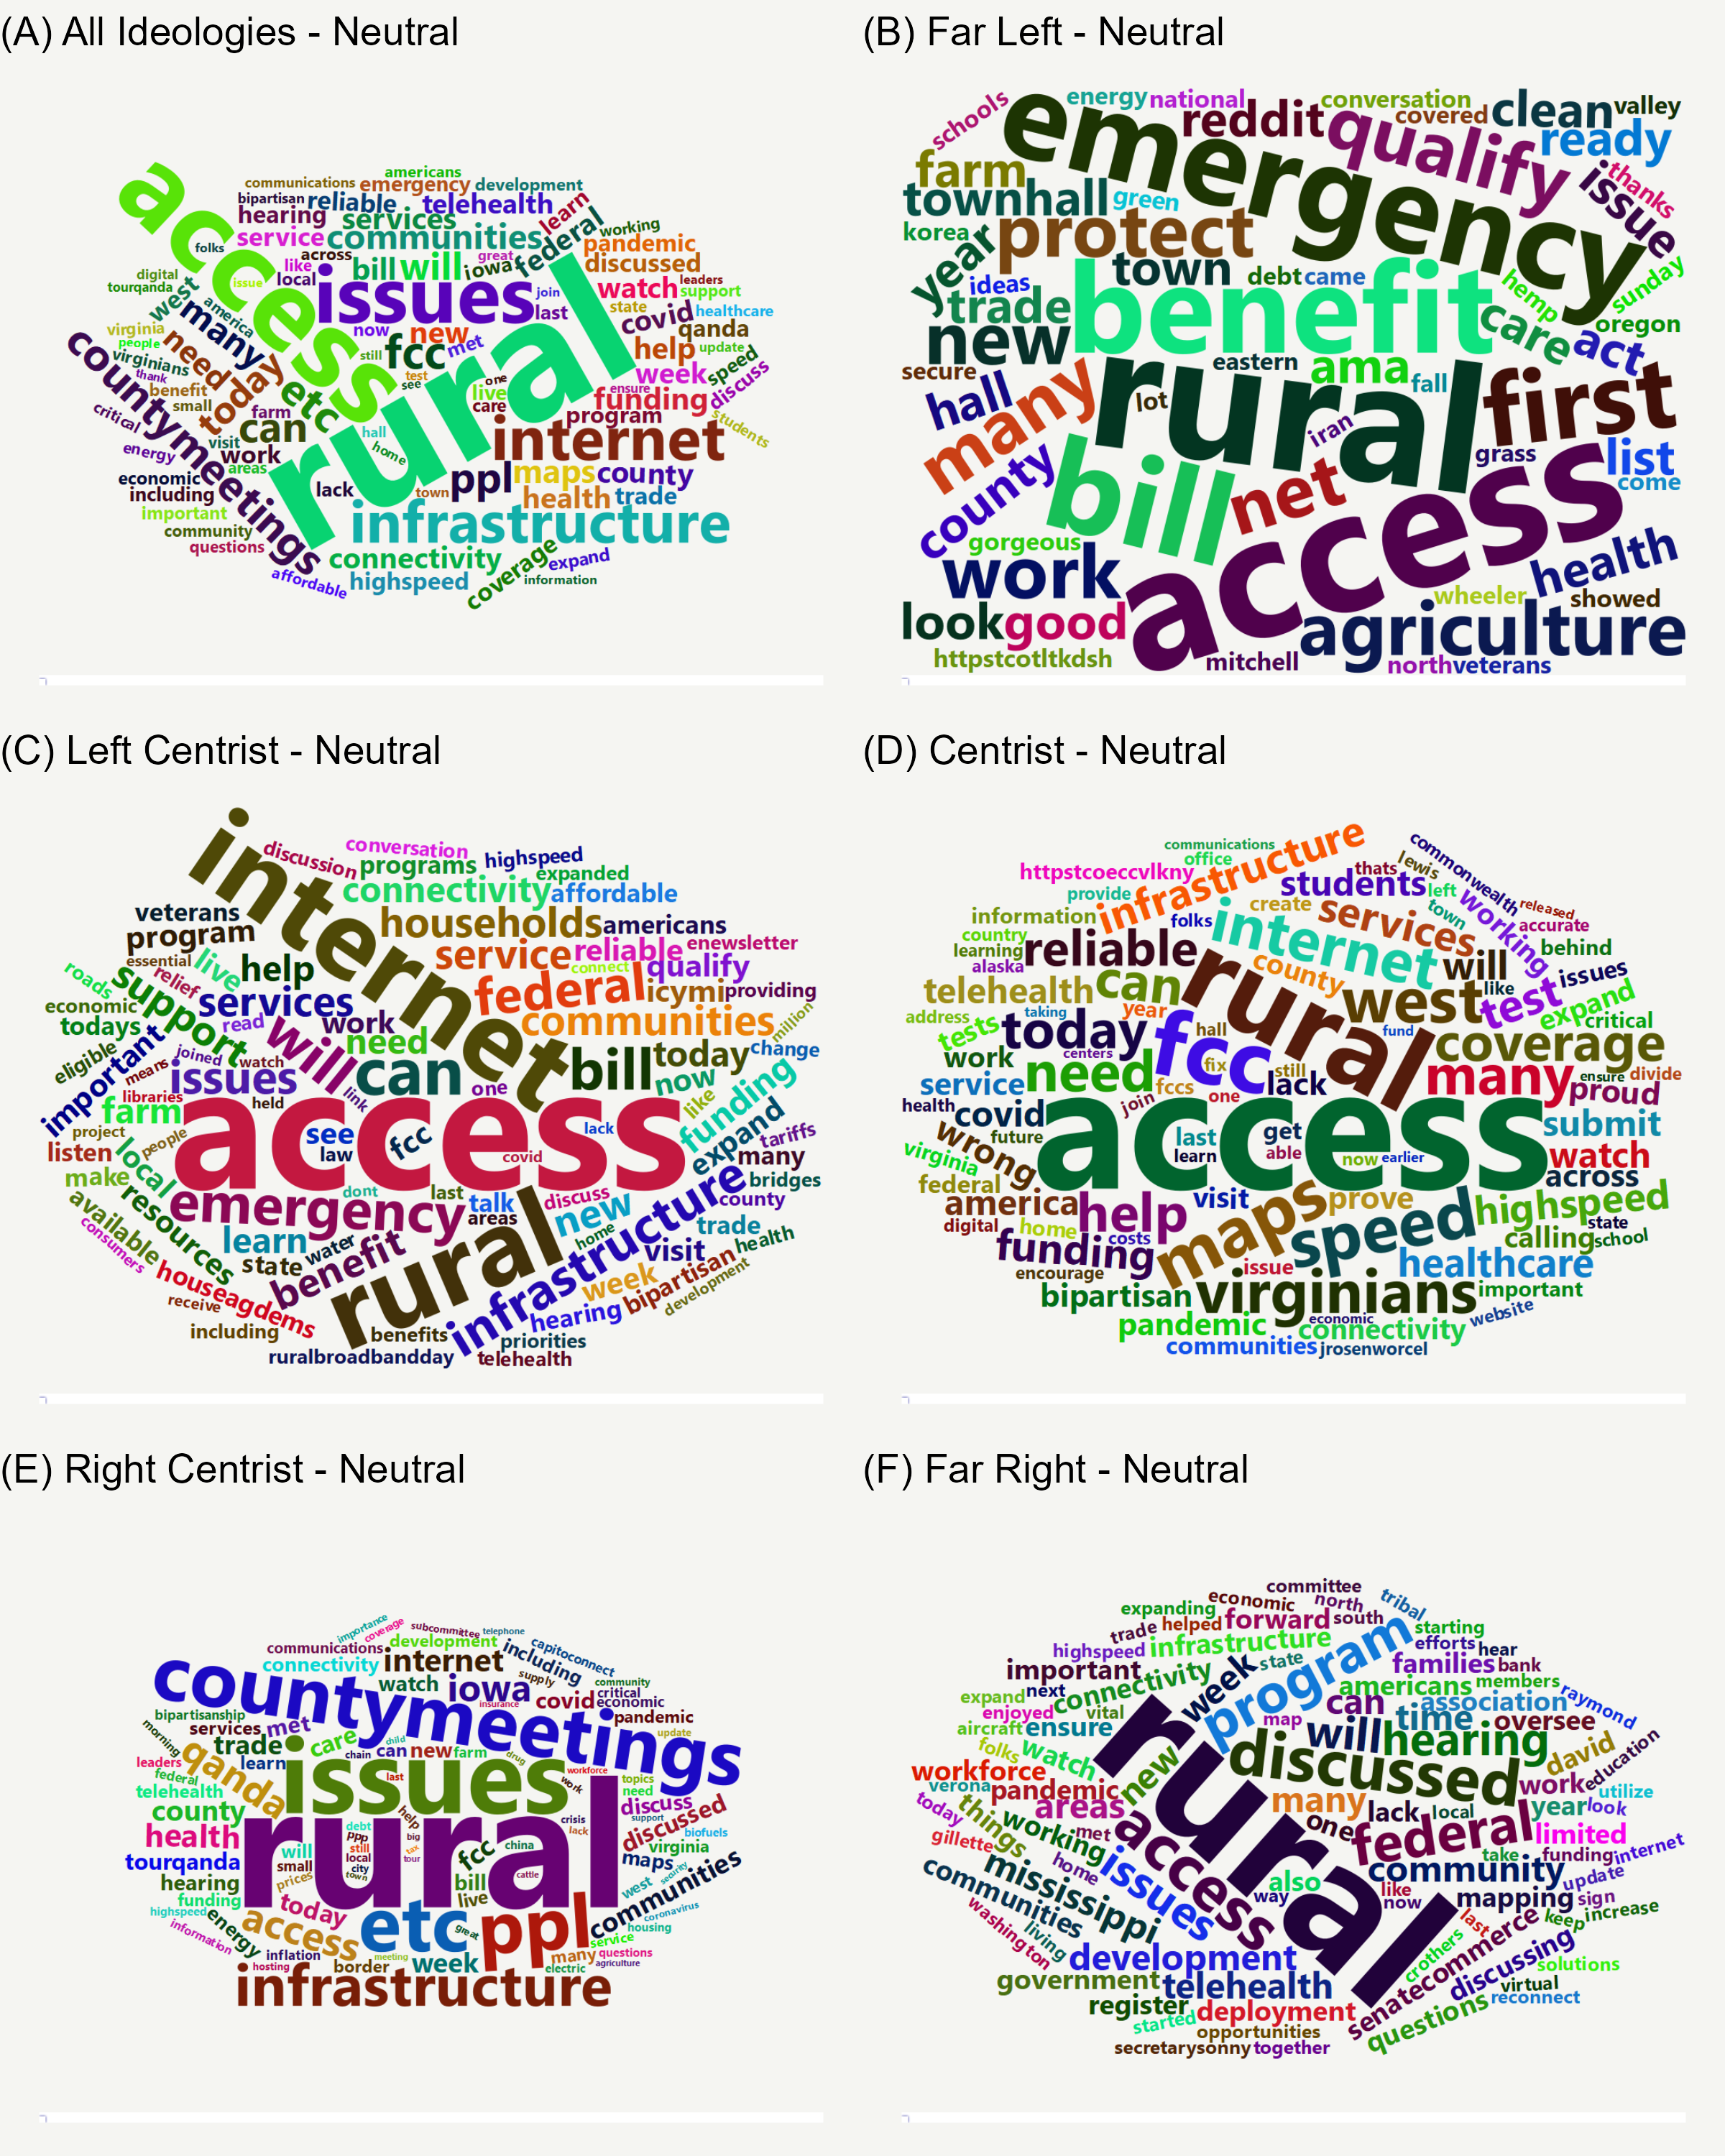 (A) All Ideologies - Neutral
americans
communications emergency development
bipartisan reliable telehealth
hearing services learn
service communities federal working
across pandemic
folks like bill will iowa great discussed
digital issue local issues join watch leaders
tourganda west access last state support
america now new covid healthcare
virginia many still fcc met qanda
people need test help update
virginians today see one week speed
thank etc live ensure discuss
benefit care funding
small farm rural program students
critical can hall internet
countymeetings visit work home
energy areas
economic lack town ppl maps county
including health trade
important infrastructure
community
questions connectivity coverage expand
affordable highspeed information
(B) Far Left - Neutral
schools energy national conversation clean valley
emergency reddit covered ready
farm qualify issue thanks
townhall green
korea protect
year town debt came hemp sunday
ideas benefit
trade care oregon
new eastern ama act
secure rural fall
hall many lot first
iran grass list
county bill net come
gorgeous access
work health
wheeler showed
look good agriculture
httpstcotltkdsh mitchell north veterans
(C) Left Centrist - Neutral
internet discussion conversation highspeed
programs expanded
connectivity affordable
veterans households americans
program service reliable enewsletter
essential live help connect qualify
roads relief federal icymi providing
economic support services communities million
todays read work need
important joined watch will can bill today change
eligible means issues one now
libraries held link like funding
farm access
project people see fcc lack expand tariffs
listen law covid many
make local dont last talk discuss bridges
available resources emergency areas new county
consumers learn water home trade
state benefit rural infrastructure visit health
houseagdems week bipartisan
receive hearing development
including benefits priorities
ruralbroadbandday telehealth
(D) Centrist - Neutral
communications infrastructure commonwealth
office thats lewis
httpstcoeccvlkny students left
provide create town working released
information folks internet services accurate
country behind
learning reliable county will
alaska rural issues
telehealth can west like test expand
address taking year critical
tests today fcc hall fund coverage
work centers fix
service need fccs still many ensure divide
health join one lack proud
covid access submit
wrong future last get
virginia learn able now earlier watch
federal across
america help visit maps prove highspeed
digital home costs speed state
funding calling school
encourage issue healthcare
bipartisan virginians important
pandemic economic connectivity website
communities jrosenworcel
(E) Right Centrist - Neutral
importance coverage subcommittee telephone
communications development capitoconnect
connectivity internet including
countymeetings watch iowa supply community
insurance covid critical
bipartisanship economic
services met pandemic
morning trade care child update
leaders learn chain can new farm drug
federal qanda issues last workforce topics
telehealth work need
county discuss
health rural debt help crisis support discussed
ppp big lack biofuels
tourqanda will still tax fcc china virginia
small local tour maps
hearing prices city cattle security
funding town bill west communities
highspeed today live coronavirus
energy access etc great ppl housing
information service
inflation meeting many questions
hosting border week electric agriculture
infrastructure
(F) Far Right - Neutral
committee
economic north tribal
expanding helped forward south starting
trade program efforts hear
highspeed infrastructure
important week state families bank
next connectivity americans members
expand vital can association raymond
enjoyed map time oversee
aircraft ensure will hearing
folks watch discussed david
workforce new work education
verona pandemic utilize
today areas many lack local year look
things met one federal limited
gillette working access take funding internet
rural community
home also like update
mississippi issues way now mapping sign
communities last keep increase
washington living crothers senatecommerce
development discussing solutions
government telehealth virtual
register deployment questions reconnect
started opportunities
secretarysonny together